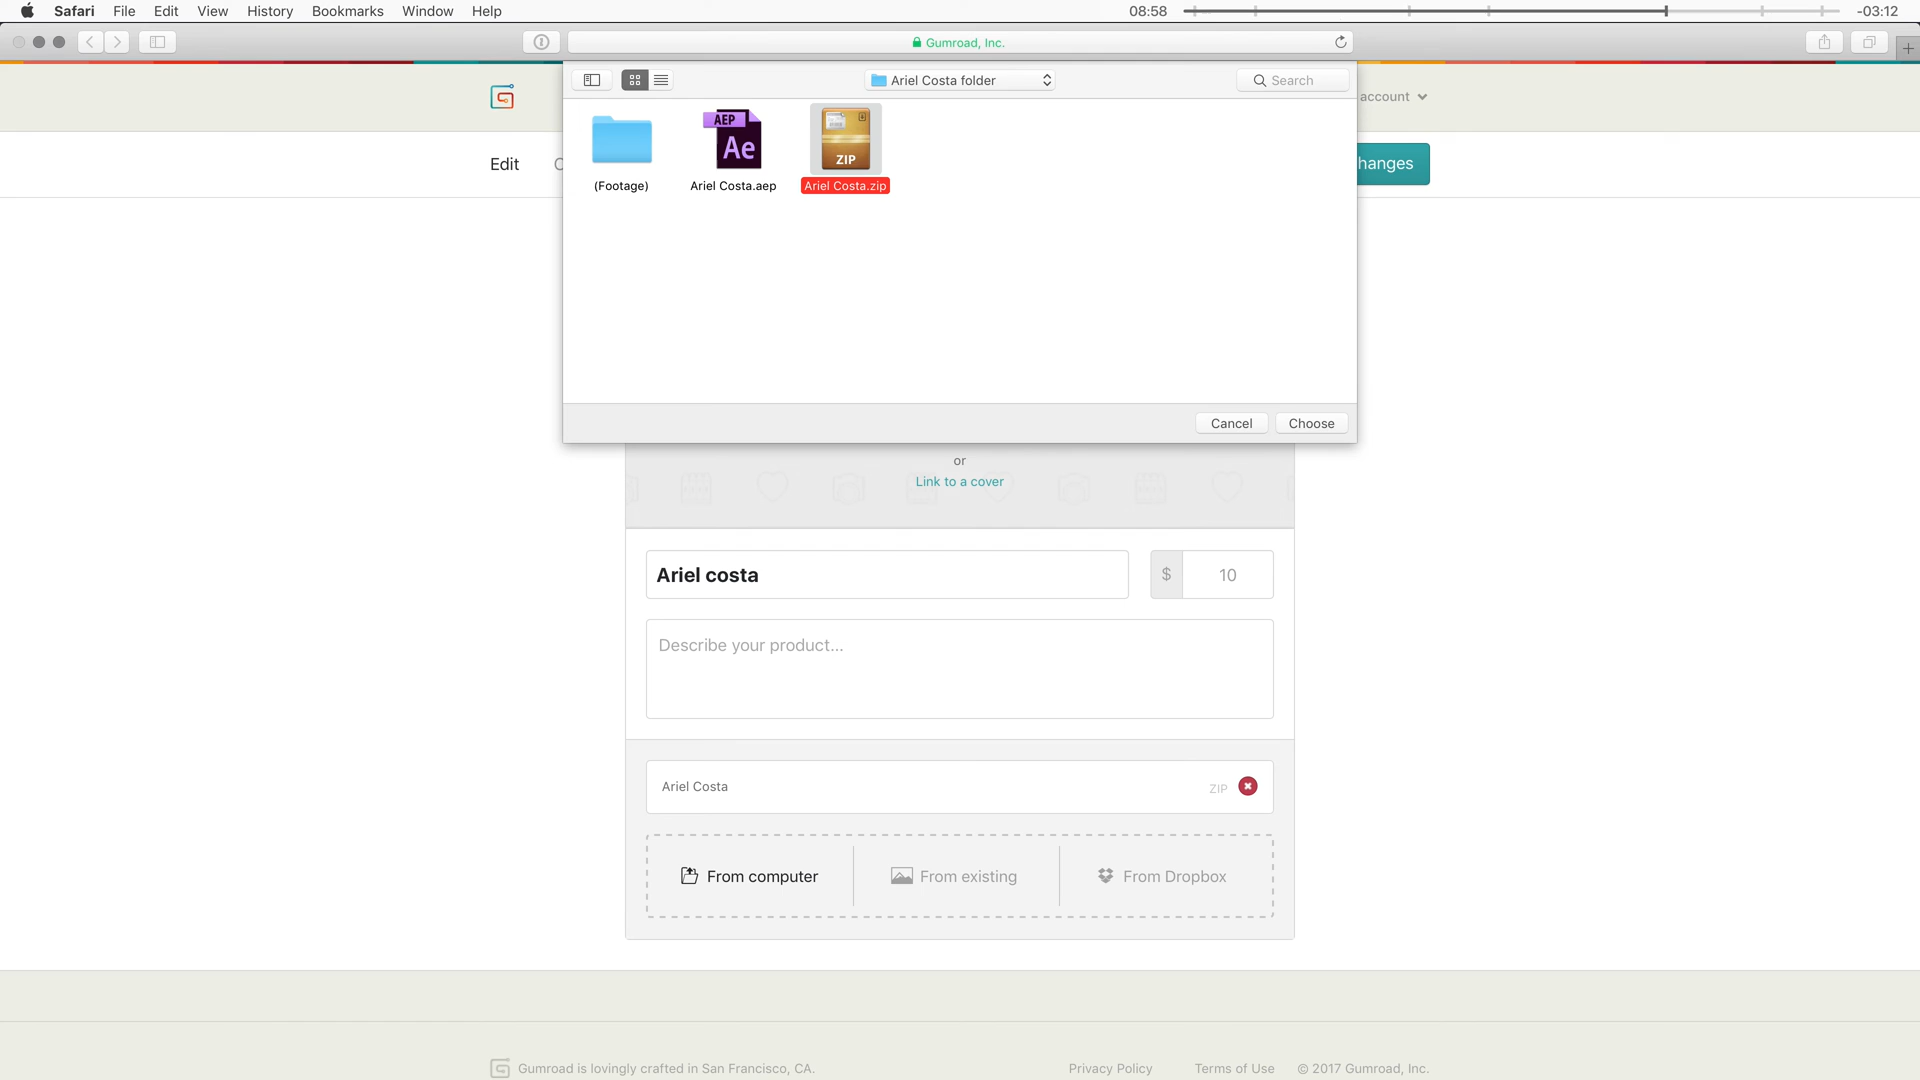 Safari File Edit View History Bookmarks Window Help 08:58 -03:12
Gumroad, Inc.
Ariel Costa folder Search
account
AEP
Ae
ZIP
(Footage) Ariel Costa.aep Ariel Costa.zip
Edit hanges
Cancel Choose
or
Link to a cover
Ariel costa $ 10
Describe your product...
Ariel Costa ZIP
From computer From existing From Dropbox
Gumroad is lovingly crafted in San Francisco, CA. Privacy Policy Terms of Use © 2017 Gumroad, Inc.